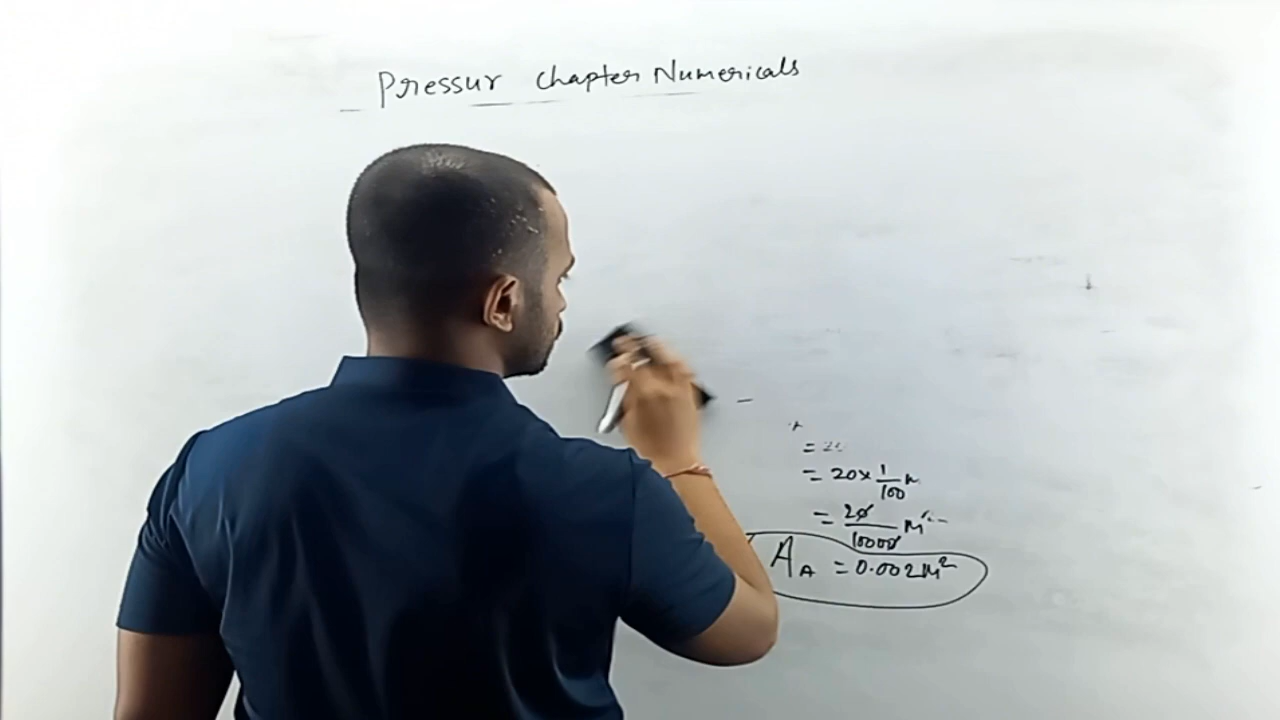 Pressur Chapter Numericals
= 20
= 20 × 1/100 m
= 20/10000 m²
A_A = 0.002 M²